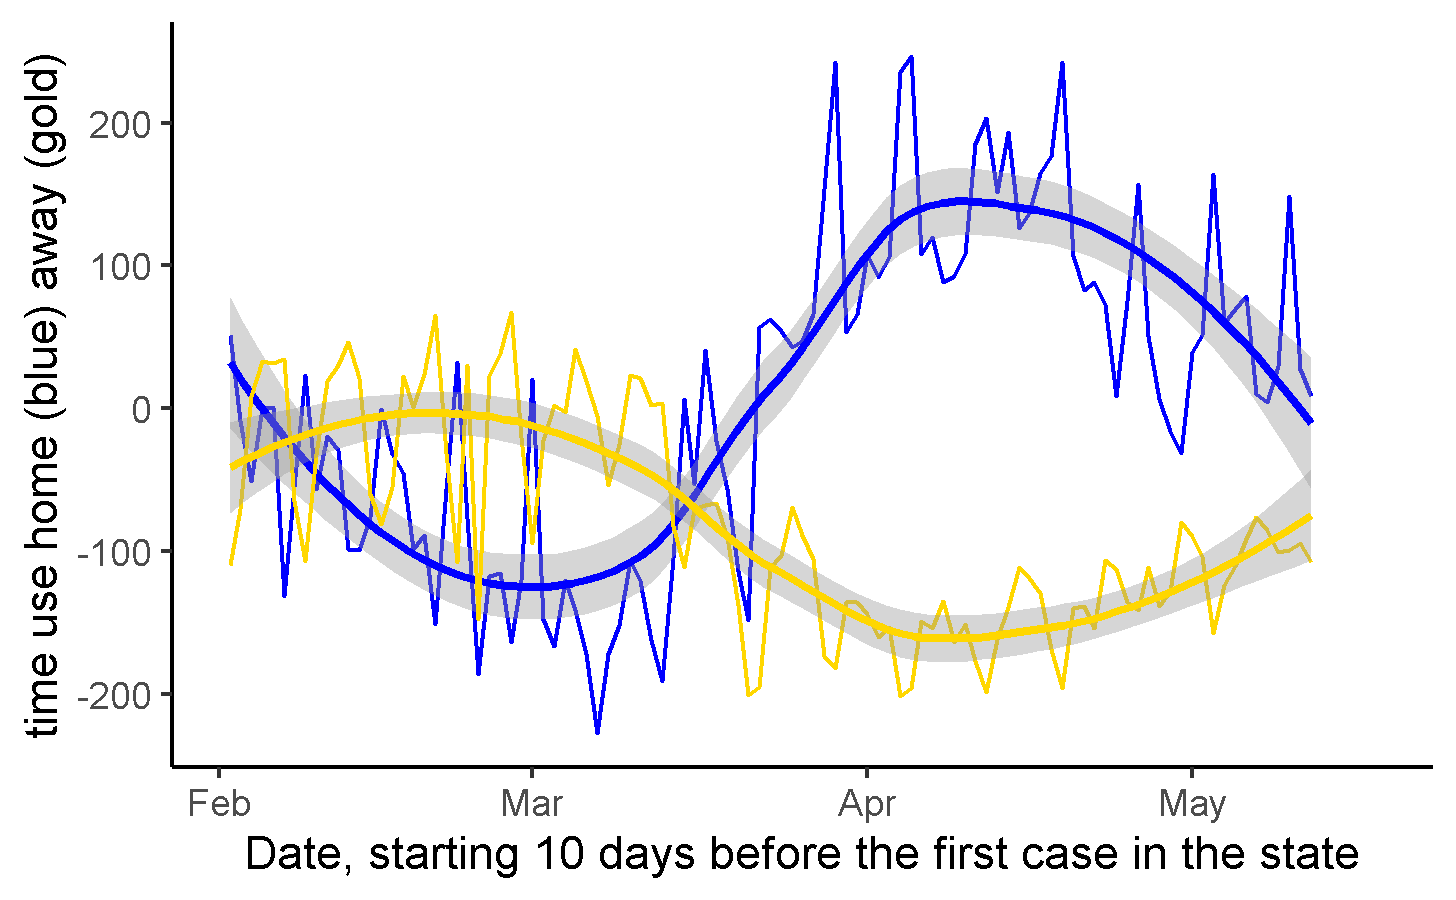 time use home (blue) away (gold)
200
100
0
-100
-200
Feb
Mar
Apr
May
Date, starting 10 days before the first case in the state